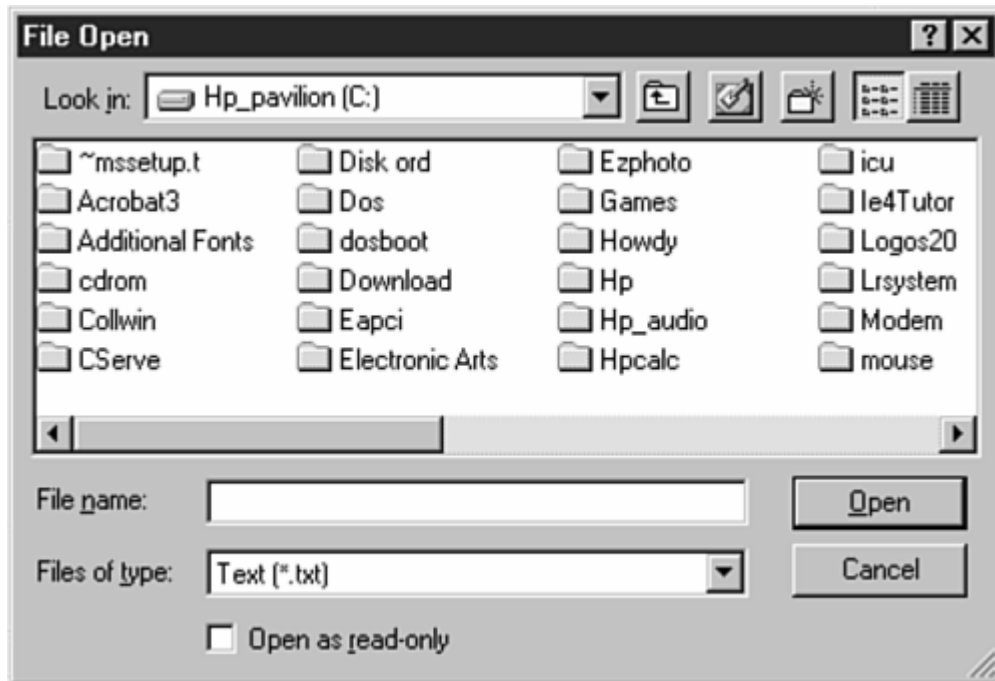 File Open
Look in: Hp_pavilion (C:)
~mssetup.t Disk ord Ezphoto icu
Acrobat3 Dos Games Ie4Tutor
Additional Fonts dosboot Howdy Logos20
cdrom Download Hp Lrsystem
Collwin Eapci Hp_audio Modem
CServe Electronic Arts Hpcalc mouse
File name: Open
Files of type: Text (*.txt) Cancel
Open as read-only